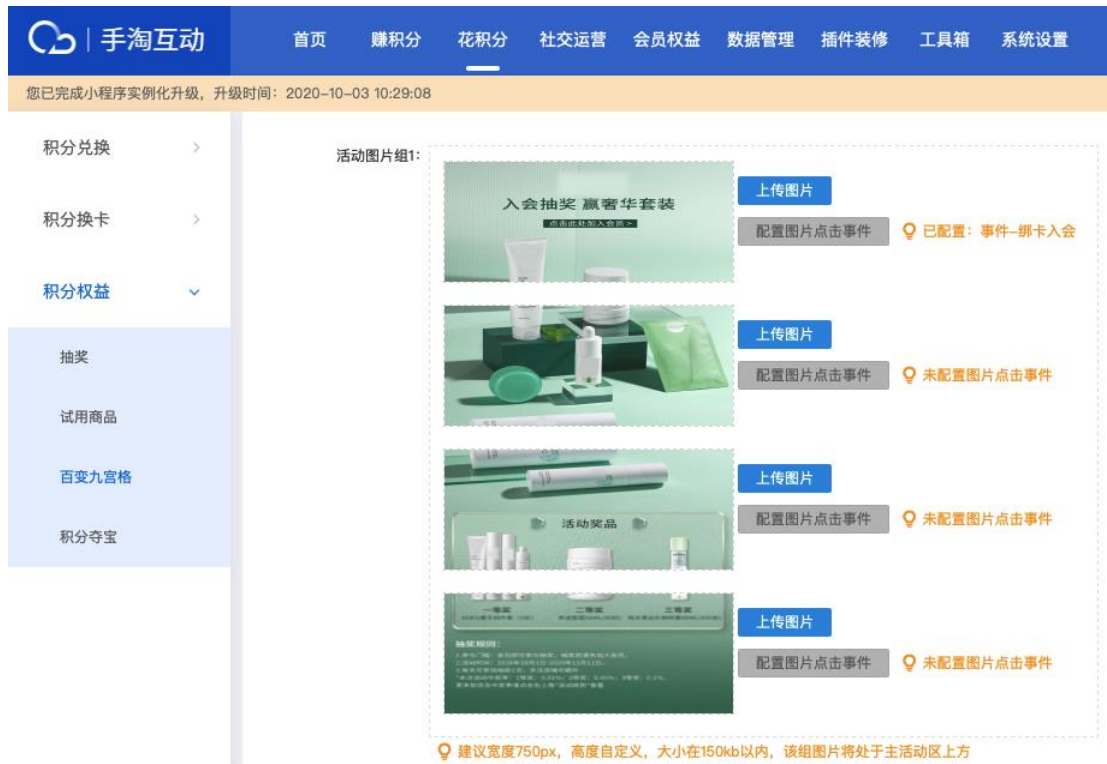 手淘互动
首页 赚积分 花积分 社交运营 会员权益 数据管理 插件装修 工具箱 系统设置
您已完成小程序实例化升级，升级时间：2020-10-03 10:29:08
积分兑换
积分换卡
积分权益
抽奖
试用商品
百变九宫格
积分夺宝
活动图片组1：
入会抽奖 赢奢华套装
点击此处加入会员>
上传图片
配置图片点击事件 已配置：事件-绑卡入会
上传图片
配置图片点击事件 未配置图片点击事件
活动奖品
上传图片
配置图片点击事件 未配置图片点击事件
一等奖 二等奖 三等奖
抽奖规则：
上传图片
配置图片点击事件 未配置图片点击事件
建议宽度750px，高度自定义，大小在150kb以内，该组图片将处于主活动区上方